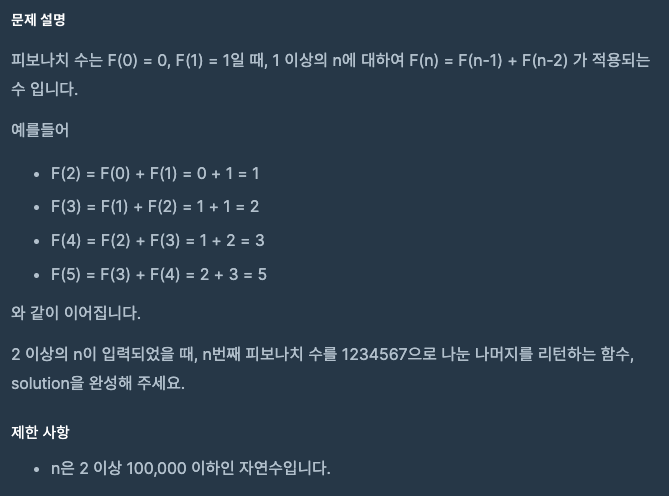 문제 설명
피보나치 수는 F(0) = 0, F(1) = 1일 때, 1 이상의 n에 대하여 F(n) = F(n-1) + F(n-2) 가 적용되는
수 입니다.
예를들어
• F(2) = F(0) + F(1) = 0 + 1 = 1
• F(3) = F(1) + F(2) = 1 + 1 = 2
• F(4) = F(2) + F(3) = 1 + 2 = 3
• F(5) = F(3) + F(4) = 2 + 3 = 5
와 같이 이어집니다.
2 이상의 n이 입력되었을 때, n번째 피보나치 수를 1234567으로 나눈 나머지를 리턴하는 함수,
solution을 완성해 주세요.
제한 사항
• n은 2 이상 100,000 이하인 자연수입니다.